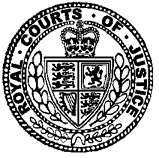 ROYAL · COURTS · OF · JUSTICE